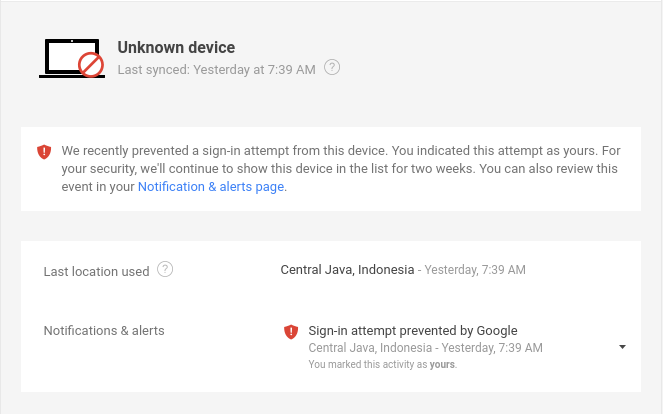 Unknown device
Last synced: Yesterday at 7:39 AM ?
We recently prevented a sign-in attempt from this device. You indicated this attempt as yours. For
your security, we'll continue to show this device in the list for two weeks. You can also review this
event in your Notification & alerts page.
Last location used ? Central Java, Indonesia - Yesterday, 7:39 AM
Notifications & alerts Sign-in attempt prevented by Google
Central Java, Indonesia - Yesterday, 7:39 AM
You marked this activity as yours.